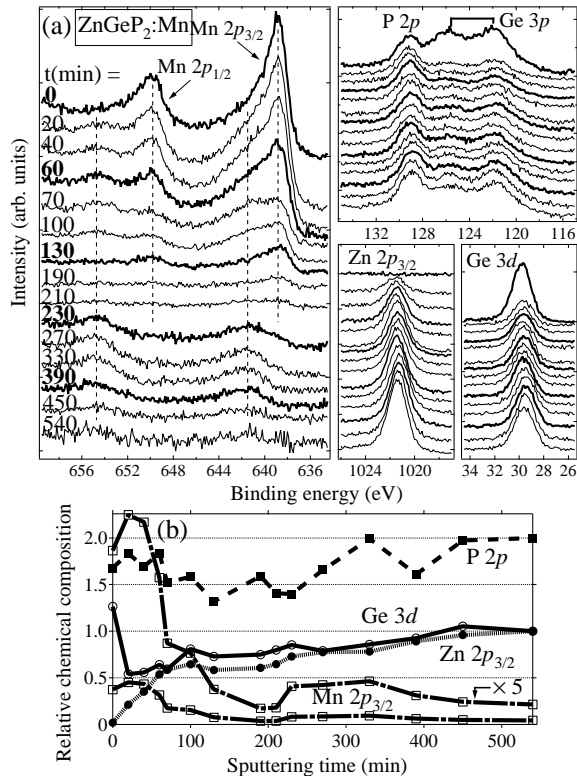 (a)
ZnGeP2:Mn
Mn 2p3/2
Mn 2p1/2
t(min) =
0
20
40
60
70
100
130
190
210
230
270
330
390
450
540
Intensity (arb. units)
656 652 648 644 640 636
P 2p
Ge 3p
132 128 124 120 116
Zn 2p3/2
1024 1020
Ge 3d
34 30 26
Binding energy (eV)
(b)
Relative chemical composition
2.0
1.5
1.0
0.5
0
P 2p
Ge 3d
Zn 2p3/2
Mn 2p3/2
× 5
0 100 200 300 400 500
Sputtering time (min)